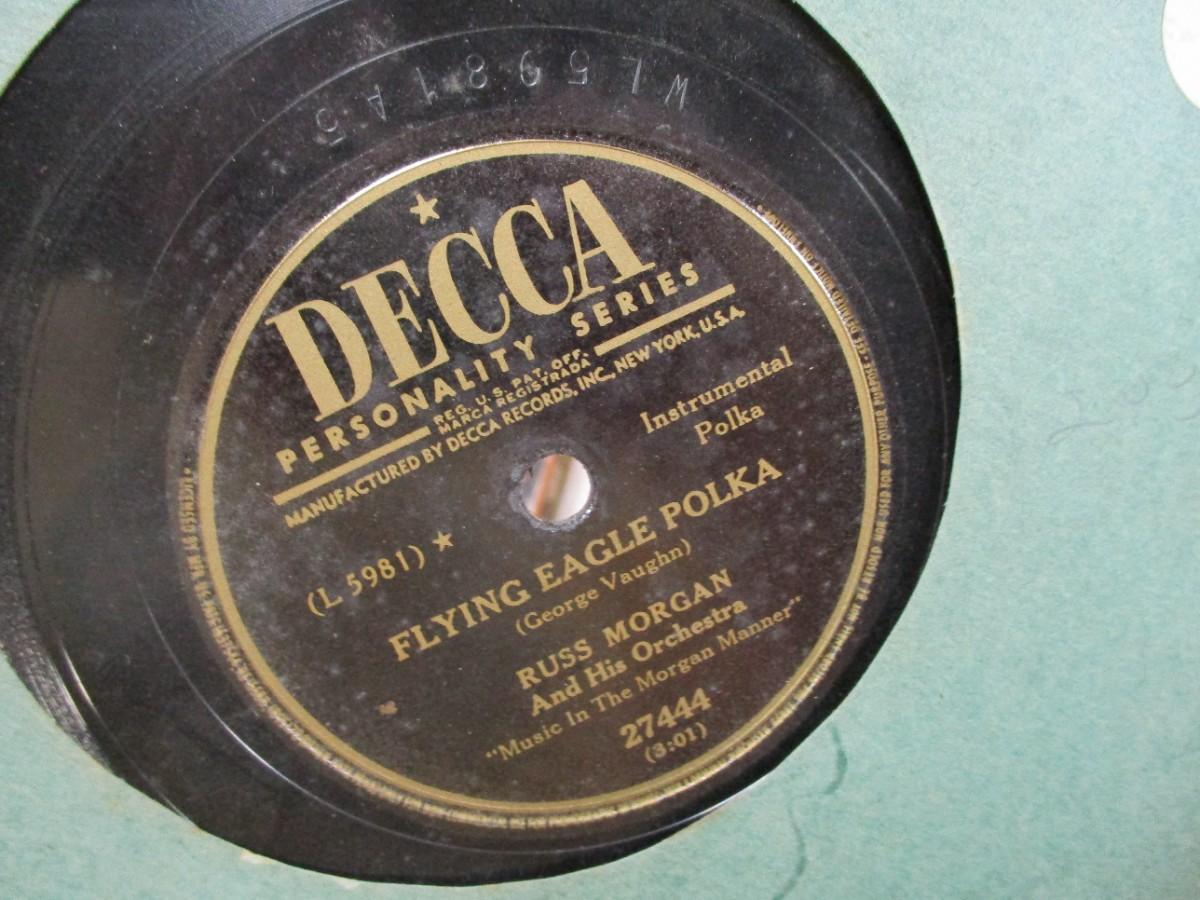 WL5981A5
DECCA
PERSONALITY SERIES
REG. U.S. PAT. OFF.
MARCA REGISTRADA
MANUFACTURED BY DECCA RECORDS, INC., NEW YORK, U.S.A.
Instrumental
Polka
(L 5981) ★
FLYING EAGLE POLKA
(George Vaughn)
RUSS MORGAN
And His Orchestra
"Music In The Morgan Manner"
27444
(3:01)